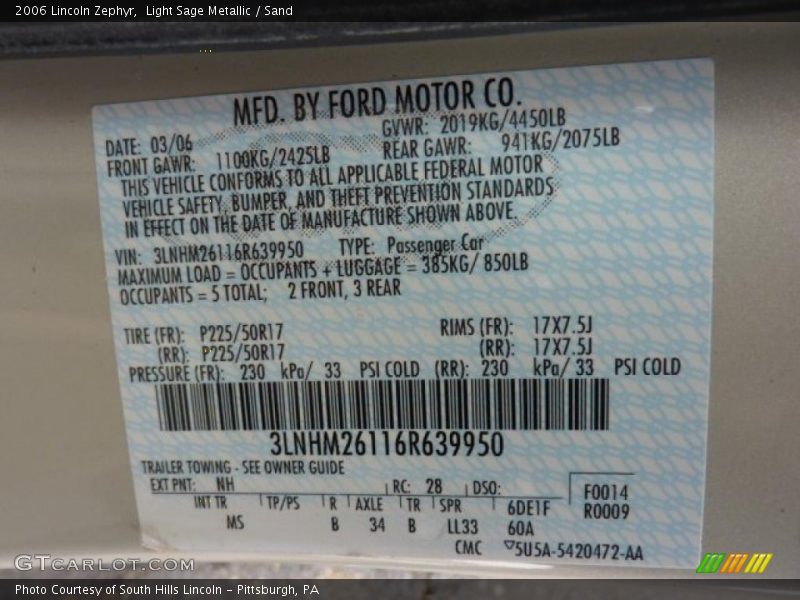 2006 Lincoln Zephyr, Light Sage Metallic / Sand
MFD. BY FORD MOTOR CO.
DATE: 03/06 GVWR: 2019KG/4450LB
FRONT GAWR: 1100KG/2425LB REAR GAWR: 941KG/2075LB
THIS VEHICLE CONFORMS TO ALL APPLICABLE FEDERAL MOTOR
VEHICLE SAFETY, BUMPER, AND THEFT PREVENTION STANDARDS
IN EFFECT ON THE DATE OF MANUFACTURE SHOWN ABOVE.
VIN: 3LNHM26116R639950 TYPE: Passenger Car
MAXIMUM LOAD = OCCUPANTS + LUGGAGE = 385KG/ 850LB
OCCUPANTS = 5 TOTAL; 2 FRONT, 3 REAR
TIRE (FR): P225/50R17 RIMS (FR): 17X7.5J
(RR): P225/50R17 (RR): 17X7.5J
PRESSURE (FR): 230 kPa/ 33 PSI COLD (RR): 230 kPa/ 33 PSI COLD
3LNHM26116R639950
TRAILER TOWING - SEE OWNER GUIDE
EXT PNT: NH RC: 28 DSO: F0014
INT TR TP/PS R AXLE TR SPR 6DE1F R0009
MS B 34 B LL33 60A
CMC 5U5A-5420472-AA
GTCARLOT.COM
Photo Courtesy of South Hills Lincoln - Pittsburgh, PA